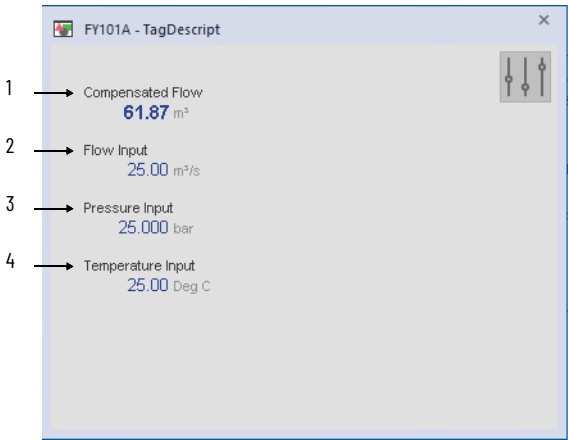 FY101A - TagDescript
1 Compensated Flow
61.87 m³
2 Flow Input
25.00 m³/s
3 Pressure Input
25.000 bar
4 Temperature Input
25.00 Deg C